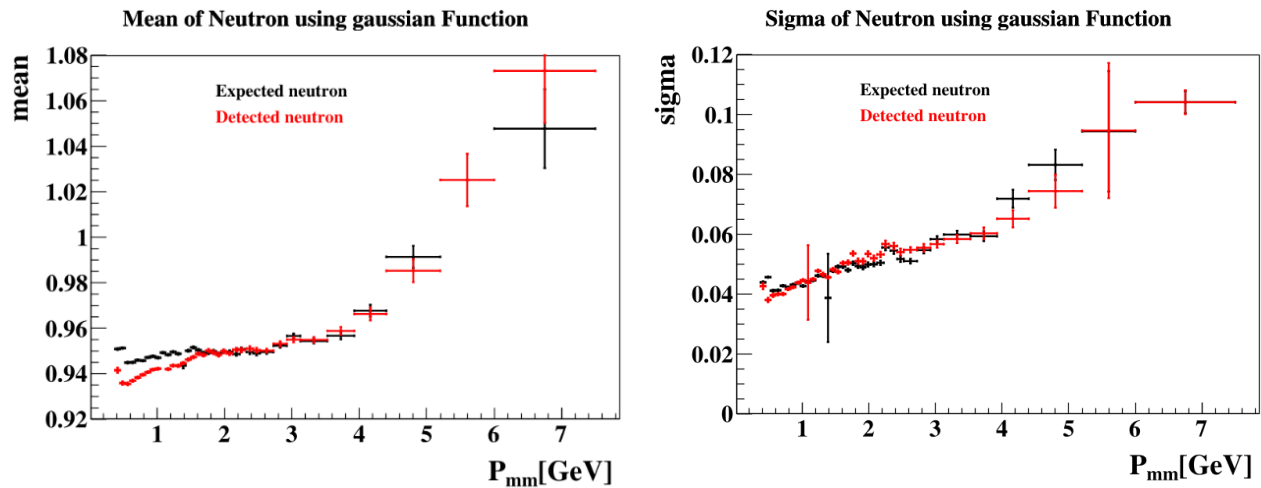 Mean of Neutron using gaussian Function
mean
1.08
1.06
1.04
1.02
1
0.98
0.96
0.94
0.92
Expected neutron
Detected neutron
1 2 3 4 5 6 7
Pmm[GeV]
Sigma of Neutron using gaussian Function
sigma
0.12
0.1
0.08
0.06
0.04
0.02
0
Expected neutron
Detected neutron
1 2 3 4 5 6 7
Pmm[GeV]